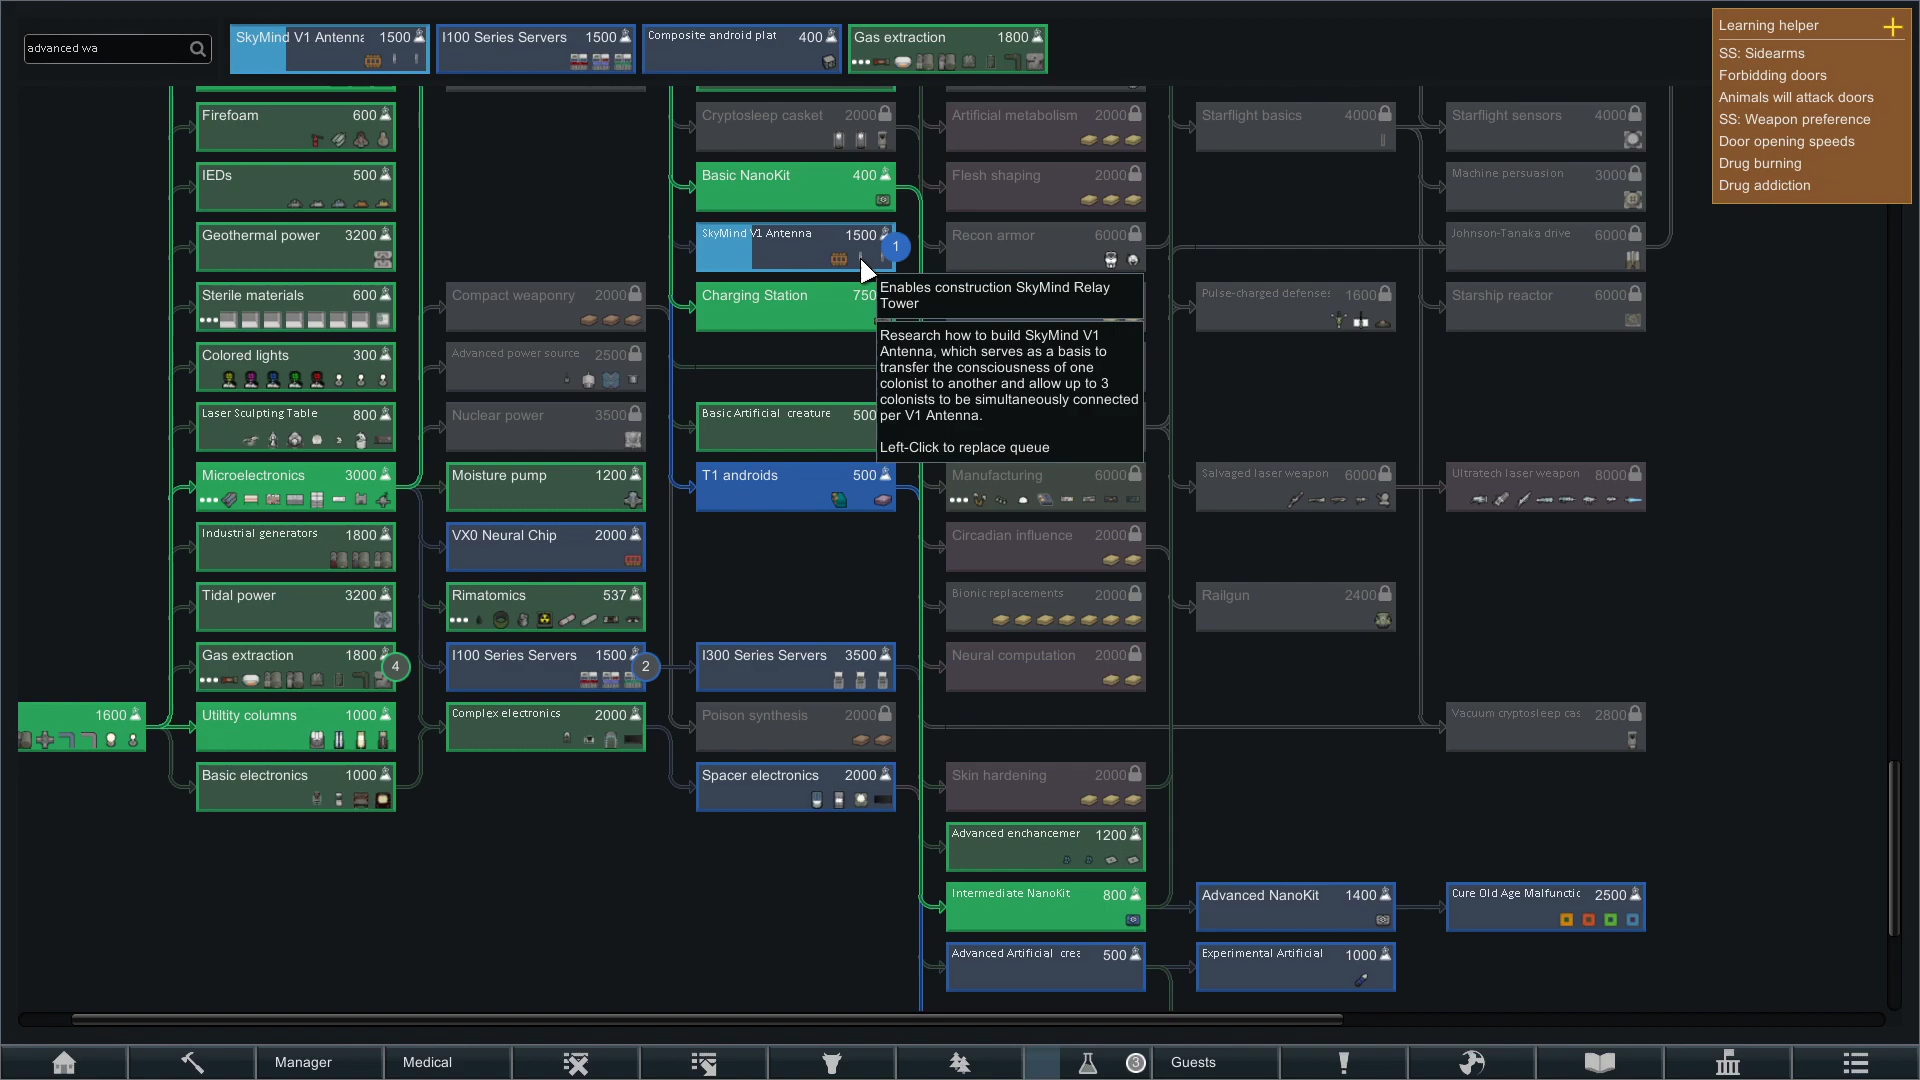 advanced wa
SkyMind V1 Antenna 1500
I100 Series Servers 1500
Composite android plat 400
Gas extraction 1800
Learning helper
SS: Sidearms
Forbidding doors
Animals will attack doors
SS: Weapon preference
Door opening speeds
Drug burning
Drug addiction
Firefoam 600
Cryptosleep casket 2000
Artificial metabolism 2000
Starflight basics 4000
Starflight sensors 4000
IEDs 500
Basic NanoKit 400
Flesh shaping 2000
Machine persuasion 3000
Geothermal power 3200
SkyMind V1 Antenna 1500
1
Recon armor 6000
Johnson-Tanaka drive 6000
Sterile materials 600
Compact weaponry 2000
Charging Station 750
Enables construction SkyMind Relay
Tower
Research how to build SkyMind V1
Antenna, which serves as a basis to
transfer the consciousness of one
colonist to another and allow up to 3
colonists to be simultaneously connected
per V1 Antenna.
Left-Click to replace queue
Pulse-charged defenses 1600
Starship reactor 6000
Colored lights 300
Advanced power source 2500
Laser Sculpting Table 800
Nuclear power 3500
Basic Artificial creature 500
Microelectronics 3000
Moisture pump 1200
T1 androids 500
Manufacturing 6000
Salvaged laser weapon 6000
Ultratech laser weapon 8000
Industrial generators 1800
VX0 Neural Chip 2000
Circadian influence 2000
Tidal power 3200
Rimatomics 537
Bionic replacements 2000
Railgun 2400
Gas extraction 1800
4
I100 Series Servers 1500
2
I300 Series Servers 3500
Neural computation 2000
1600
Utiltity columns 1000
Complex electronics 2000
Poison synthesis 2000
Vacuum cryptosleep cas 2800
Basic electronics 1000
Spacer electronics 2000
Skin hardening 2000
Advanced enchancemer 1200
Intermediate NanoKit 800
Advanced NanoKit 1400
Cure Old Age Malfunctic 2500
Advanced Artificial crea 500
Experimental Artificial 1000
Manager
Medical
3
Guests